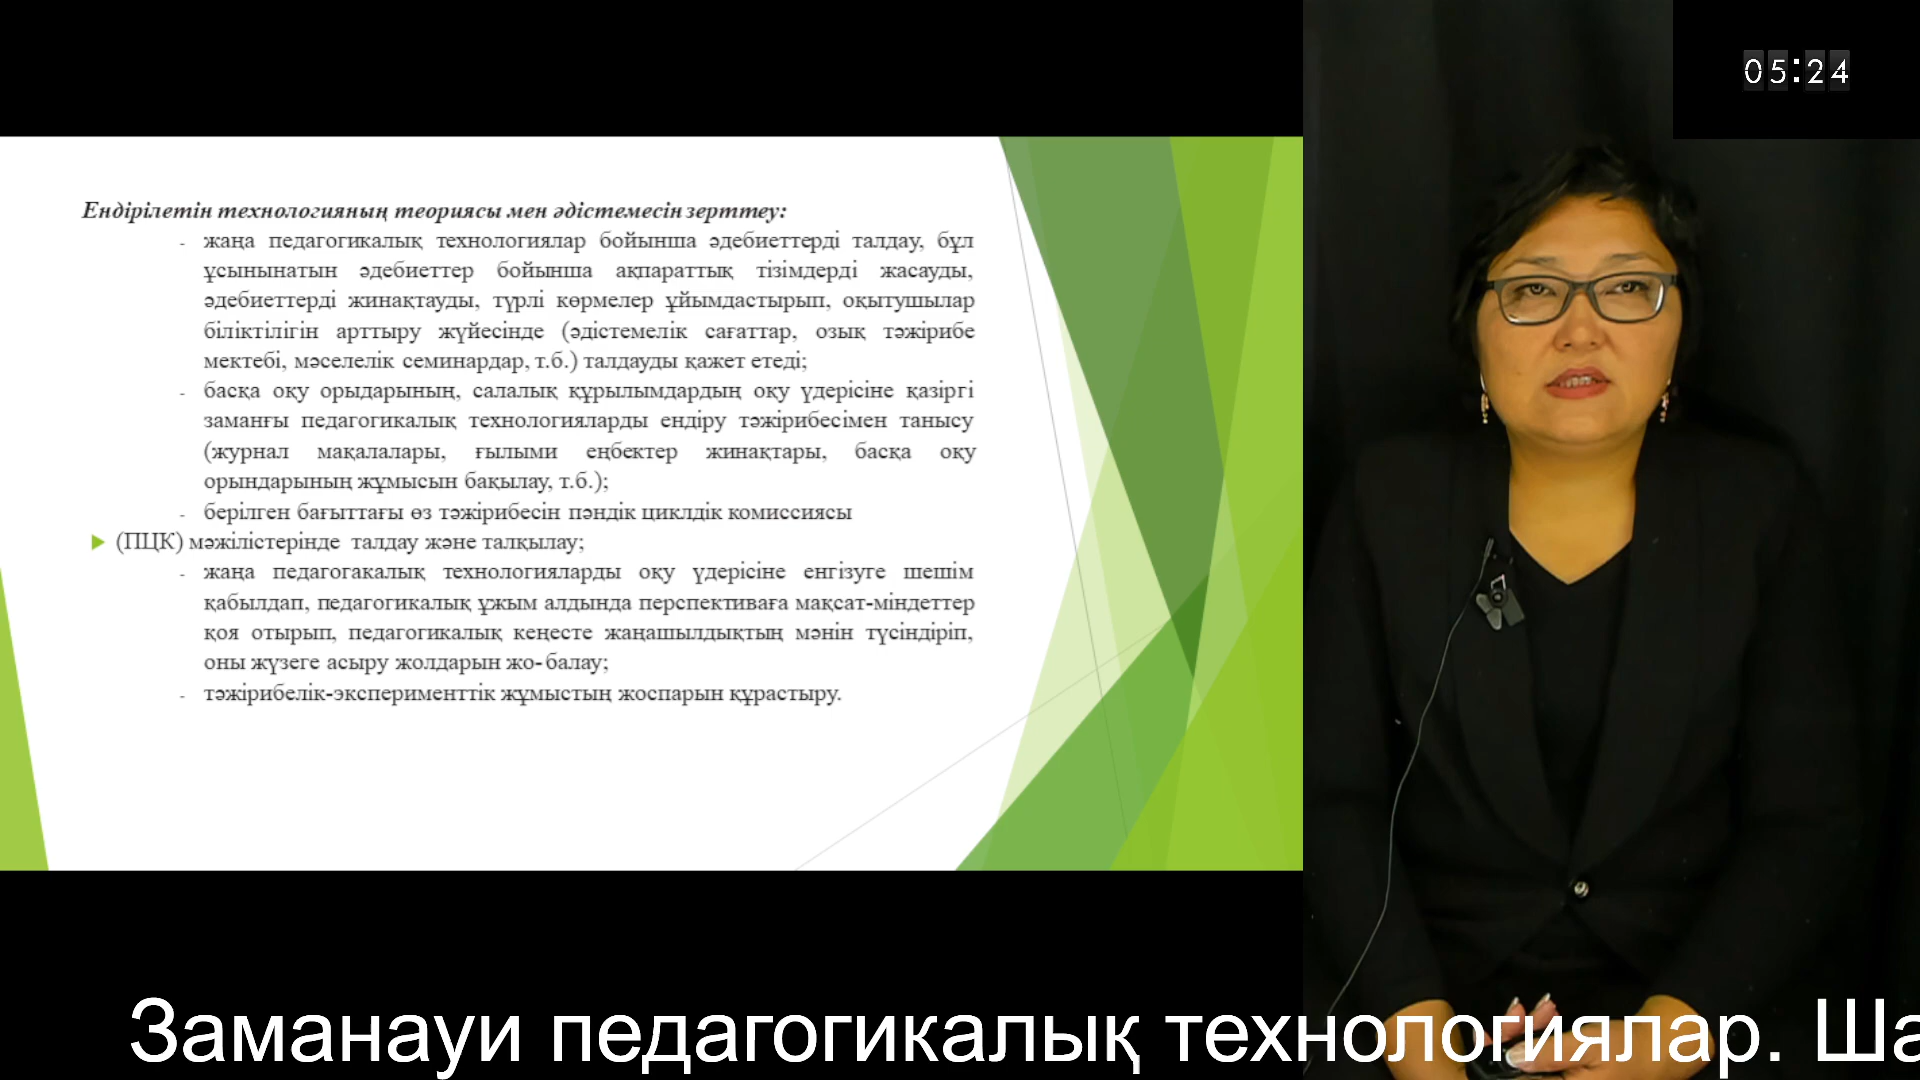 05:24
Ендірілетін технологияның теориясы мен әдістемесін зерттеу:
- жаңа педагогикалық технологиялар бойынша әдебиеттерді талдау, бұл
ұсынынатын әдебиеттер бойынша ақпараттық тізімдерді жасауды,
әдебиеттерді жинақтауды, түрлі көрмелер ұйымдастырып, оқытушылар
біліктілігін арттыру жүйесінде (әдістемелік сағаттар, озық тәжірибе
мектебі, мәселелік семинардар, т.б.) талдауды қажет етеді;
- басқа оқу орыдарының, салалық құрылымдардың оқу үдерісіне қазіргі
заманғы педагогикалық технологияларды ендіру тәжірибесімен танысу
(журнал мақалалары, ғылыми еңбектер жинақтары, басқа оқу
орындарының жұмысын бақылау, т.б.);
- берілген бағыттағы өз тәжірибесін пәндік циклдік комиссиясы
(ПЦК) мәжілістерінде талдау және талқылау;
- жаңа педагогакалық технологияларды оқу үдерісіне енгізуге шешім
қабылдап, педагогикалық ұжым алдында перспективаға мақсат-міндеттер
қоя отырып, педагогикалық кеңесте жаңашылдықтың мәнін түсіндіріп,
оны жүзеге асыру жолдарын жо-балау;
- тәжірибелік-эксперименттік жұмыстың жоспарын құрастыру.
Заманауи педагогикалық технологиялар. Ша